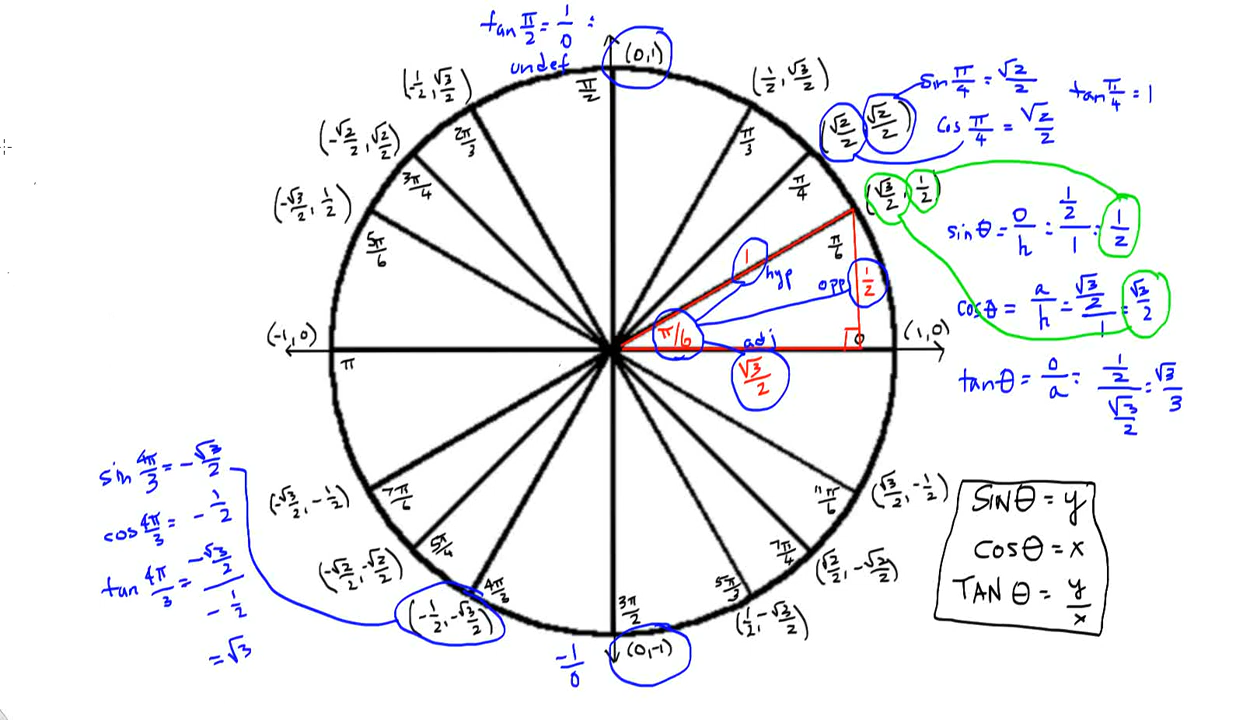 tan π/2 = 1/0 =
undef
(0,1)
π/2
(½, √3/2)
(1/2, √3/2)
sin π/4 = √2/2
tan π/4 = 1
(-√2/2, √2/2)
2π/3
π/3
(√2/2, √2/2)
cos π/4 = √2/2
3π/4
π/4
(-√3/2, 1/2)
(√3/2, 1/2)
5π/6
π/6
sin θ = o/h = (1/2)/1 = 1/2
1
hyp
opp
1/2
cos θ = a/h = (√3/2)/1 = √3/2
(-1,0)
π/6
adj
0
(1,0)
π
√3/2
tan θ = o/a = (1/2)/(√3/2) = √3/3
sin 4π/3 = -√3/2
(-√3/2, -1/2)
7π/6
11π/6
(√3/2, -1/2)
SIN θ = y
cos 4π/3 = -1/2
5π/4
7π/4
COS θ = x
(-√2/2, -√2/2)
(√2/2, -√2/2)
tan 4π/3 = (-√3/2)/(-1/2)
4π/3
5π/3
TAN θ = y/x
(-1/2, -√3/2)
3π/2
(1/2, -√3/2)
= √3
-1/0
(0,-1)